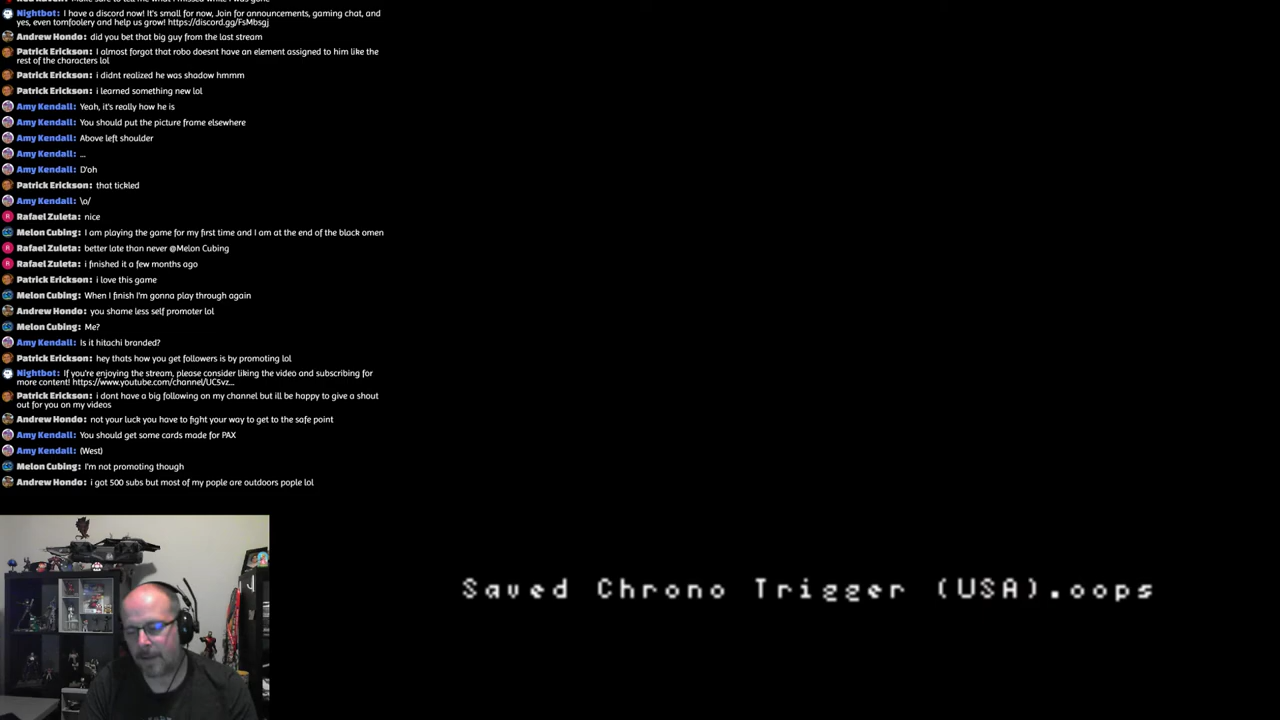 Nightbot: I have a discord now! It's small for now, Join for announcements, gaming chat, and
yes, even tomfoolery and help us grow! https://discord.gg/FsMbsgj
Andrew Hondo: did you bet that big guy from the last stream
Patrick Erickson: I almost forgot that robo doesnt have an element assigned to him like the
rest of the characters lol
Patrick Erickson: i didnt realized he was shadow hmmm
Patrick Erickson: i learned something new lol
Amy Kendall: Yeah, it's really how he is
Amy Kendall: You should put the picture frame elsewhere
Amy Kendall: Above left shoulder
Amy Kendall: ...
Amy Kendall: D'oh
Patrick Erickson: that tickled
Amy Kendall: \o/
Rafael Zuleta: nice
Melon Cubing: I am playing the game for my first time and I am at the end of the black omen
Rafael Zuleta: better late than never @Melon Cubing
Rafael Zuleta: i finished it a few months ago
Patrick Erickson: i love this game
Melon Cubing: When I finish I'm gonna play through again
Andrew Hondo: you shame less self promoter lol
Melon Cubing: Me?
Amy Kendall: Is it hitachi branded?
Patrick Erickson: hey thats how you get followers is by promoting lol
Nightbot: If you're enjoying the stream, please consider liking the video and subscribing for
more content! https://www.youtube.com/channel/UC5vz...
Patrick Erickson: i dont have a big following on my channel but ill be happy to give a shout
out for you on my videos
Andrew Hondo: not your luck you have to fight your way to get to the safe point
Amy Kendall: You should get some cards made for PAX
Amy Kendall: (West)
Melon Cubing: I'm not promoting though
Andrew Hondo: i got 500 subs but most of my pople are outdoors pople lol
Saved Chrono Trigger (USA).oops